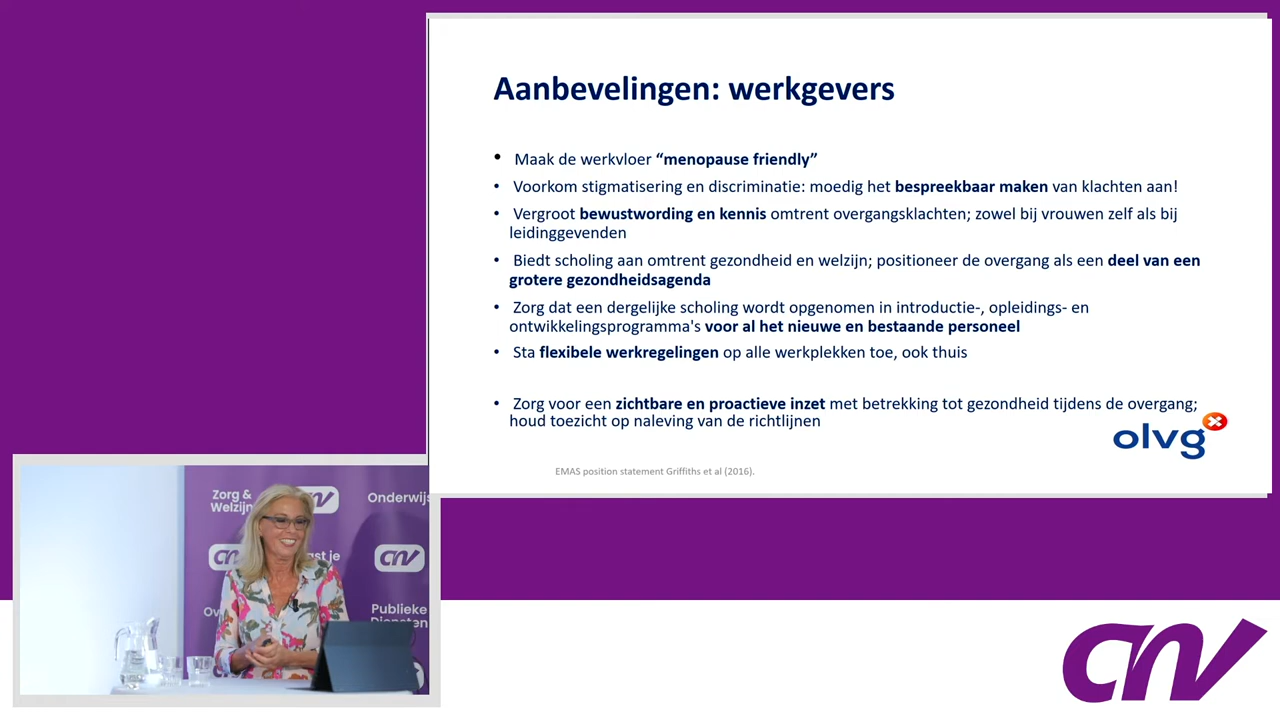 Aanbevelingen: werkgevers
• Maak de werkvloer “menopause friendly”
• Voorkom stigmatisering en discriminatie: moedig het bespreekbaar maken van klachten aan!
• Vergroot bewustwording en kennis omtrent overgangsklachten; zowel bij vrouwen zelf als bij
leidinggevenden
• Biedt scholing aan omtrent gezondheid en welzijn; positioneer de overgang als een deel van een
grotere gezondheidsagenda
• Zorg dat een dergelijke scholing wordt opgenomen in introductie-, opleidings- en
ontwikkelingsprogramma's voor al het nieuwe en bestaande personeel
• Sta flexibele werkregelingen op alle werkplekken toe, ook thuis
• Zorg voor een zichtbare en proactieve inzet met betrekking tot gezondheid tijdens de overgang;
houd toezicht op naleving van de richtlijnen
olvg
EMAS position statement Griffiths et al (2016).
Zorg &
Welzijn
CNV
Onderwijs
CNV
Publieke
Diensten
CNV